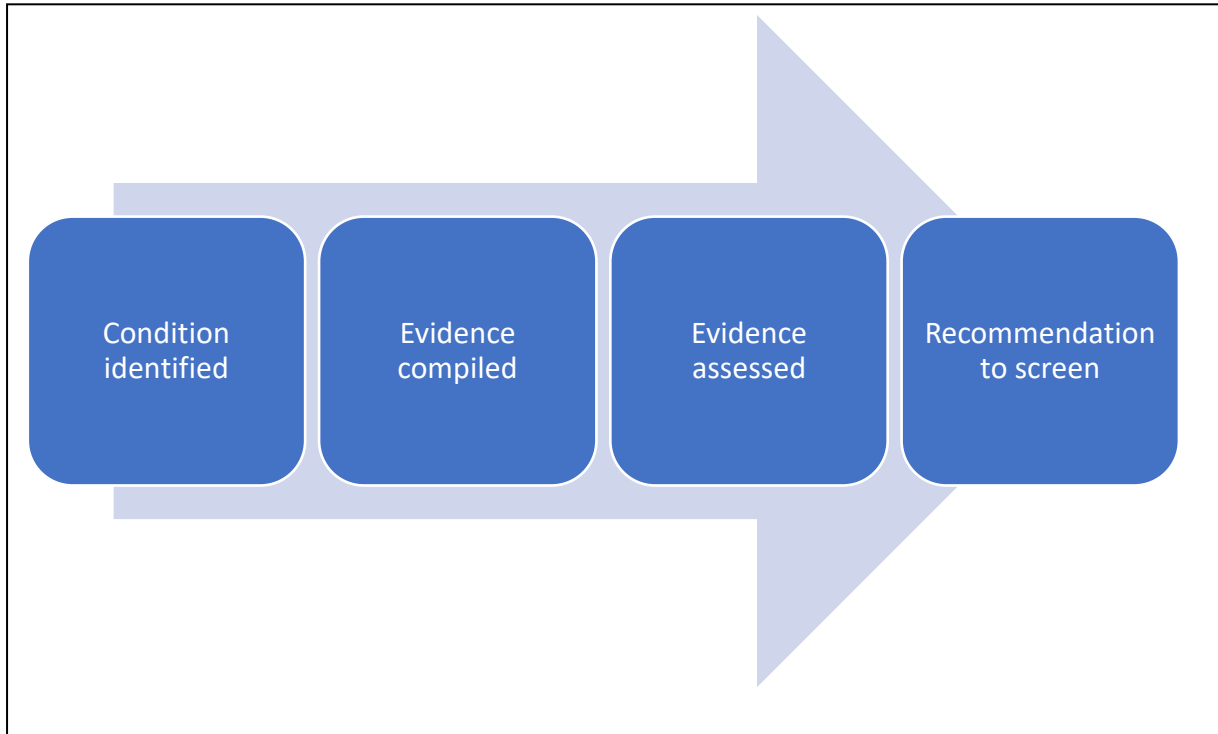 Condition
identified
Evidence
compiled
Evidence
assessed
Recommendation
to screen